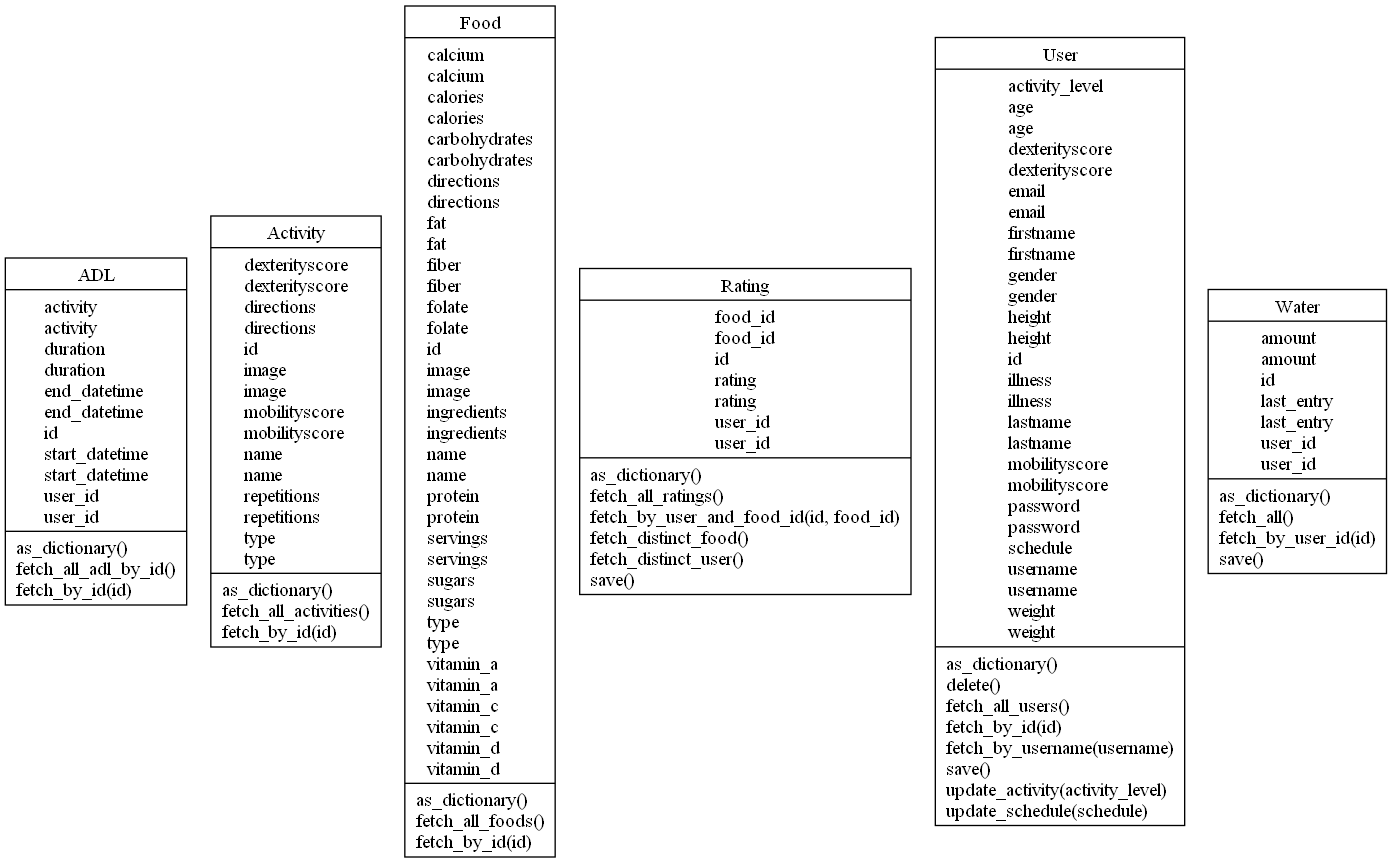 ADL
activity
activity
duration
duration
end_datetime
end_datetime
id
start_datetime
start_datetime
user_id
user_id
as_dictionary()
fetch_all_adl_by_id()
fetch_by_id(id)
Activity
dexterityscore
dexterityscore
directions
directions
id
image
image
mobilityscore
mobilityscore
name
name
repetitions
repetitions
type
type
as_dictionary()
fetch_all_activities()
fetch_by_id(id)
Food
calcium
calcium
calories
calories
carbohydrates
carbohydrates
directions
directions
fat
fat
fiber
fiber
folate
folate
id
image
image
ingredients
ingredients
name
name
protein
protein
servings
servings
sugars
sugars
type
type
vitamin_a
vitamin_a
vitamin_c
vitamin_c
vitamin_d
vitamin_d
as_dictionary()
fetch_all_foods()
fetch_by_id(id)
Rating
food_id
food_id
id
rating
rating
user_id
user_id
as_dictionary()
fetch_all_ratings()
fetch_by_user_and_food_id(id, food_id)
fetch_distinct_food()
fetch_distinct_user()
save()
User
activity_level
age
age
dexterityscore
dexterityscore
email
email
firstname
firstname
gender
gender
height
height
id
illness
illness
lastname
lastname
mobilityscore
mobilityscore
password
password
schedule
username
username
weight
weight
as_dictionary()
delete()
fetch_all_users()
fetch_by_id(id)
fetch_by_username(username)
save()
update_activity(activity_level)
update_schedule(schedule)
Water
amount
amount
id
last_entry
last_entry
user_id
user_id
as_dictionary()
fetch_all()
fetch_by_user_id(id)
save()